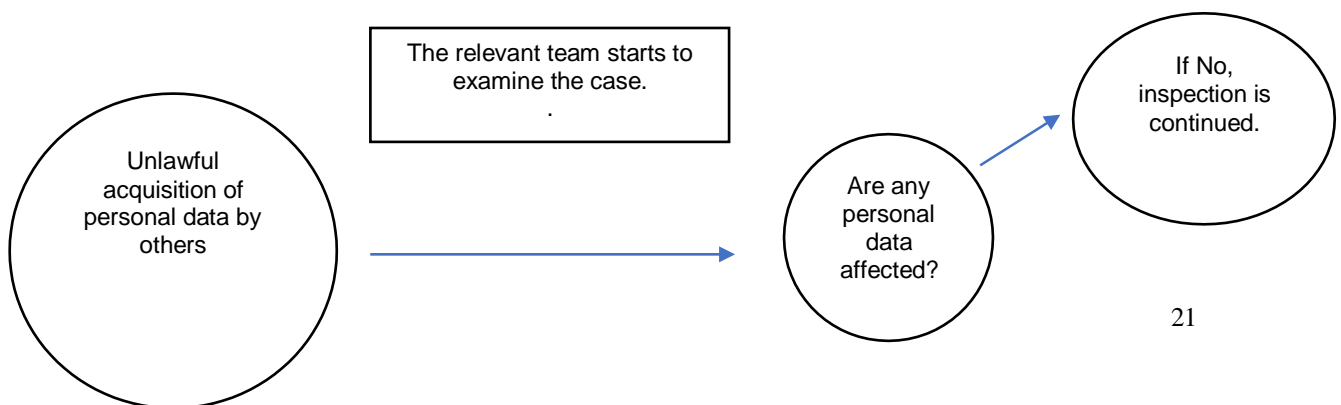 Unlawful
acquisition of
personal data by
others
The relevant team starts to
examine the case.
.
Are any
personal
data
affected?
If No,
inspection is
continued.
21